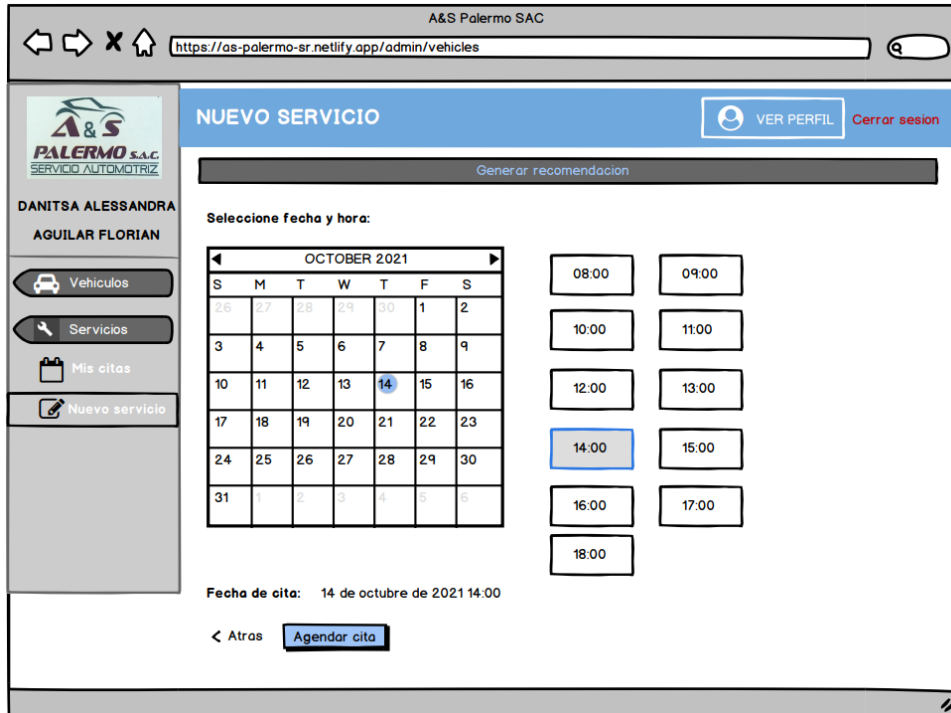 A&S Palermo SAC
https://as-palermo-sr.netlify.app/admin/vehicles
A & S
PALERMO S.A.C.
SERVICIO AUTOMOTRIZ
DANITSA ALESSANDRA
AGUILAR FLORIAN
Vehiculos
Servicios
Mis citas
Nuevo servicio
NUEVO SERVICIO
VER PERFIL
Cerrar sesion
Generar recomendacion
Seleccione fecha y hora:
OCTOBER 2021
S M T W T F S
26 27 28 29 30 1 2
3 4 5 6 7 8 9
10 11 12 13 14 15 16
17 18 19 20 21 22 23
24 25 26 27 28 29 30
31 1 2 3 4 5 6
08:00 09:00
10:00 11:00
12:00 13:00
14:00 15:00
16:00 17:00
18:00
Fecha de cita: 14 de octubre de 2021 14:00
Atras
Agendar cita